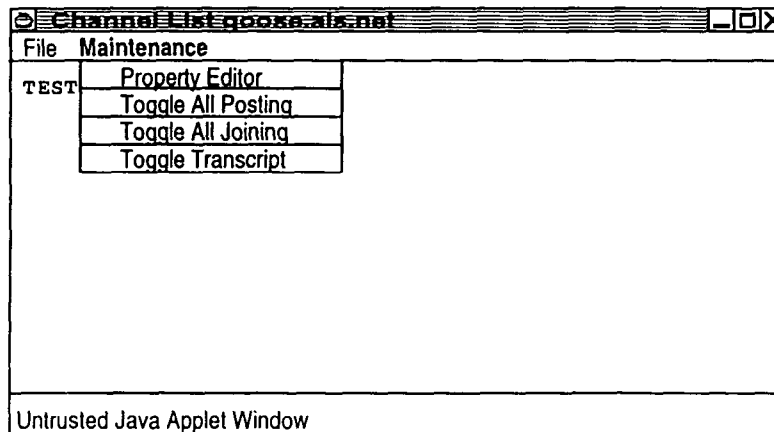 Channel List goose.als.net
File Maintenance
TEST
Property Editor
Toggle All Posting
Toggle All Joining
Toggle Transcript
Untrusted Java Applet Window